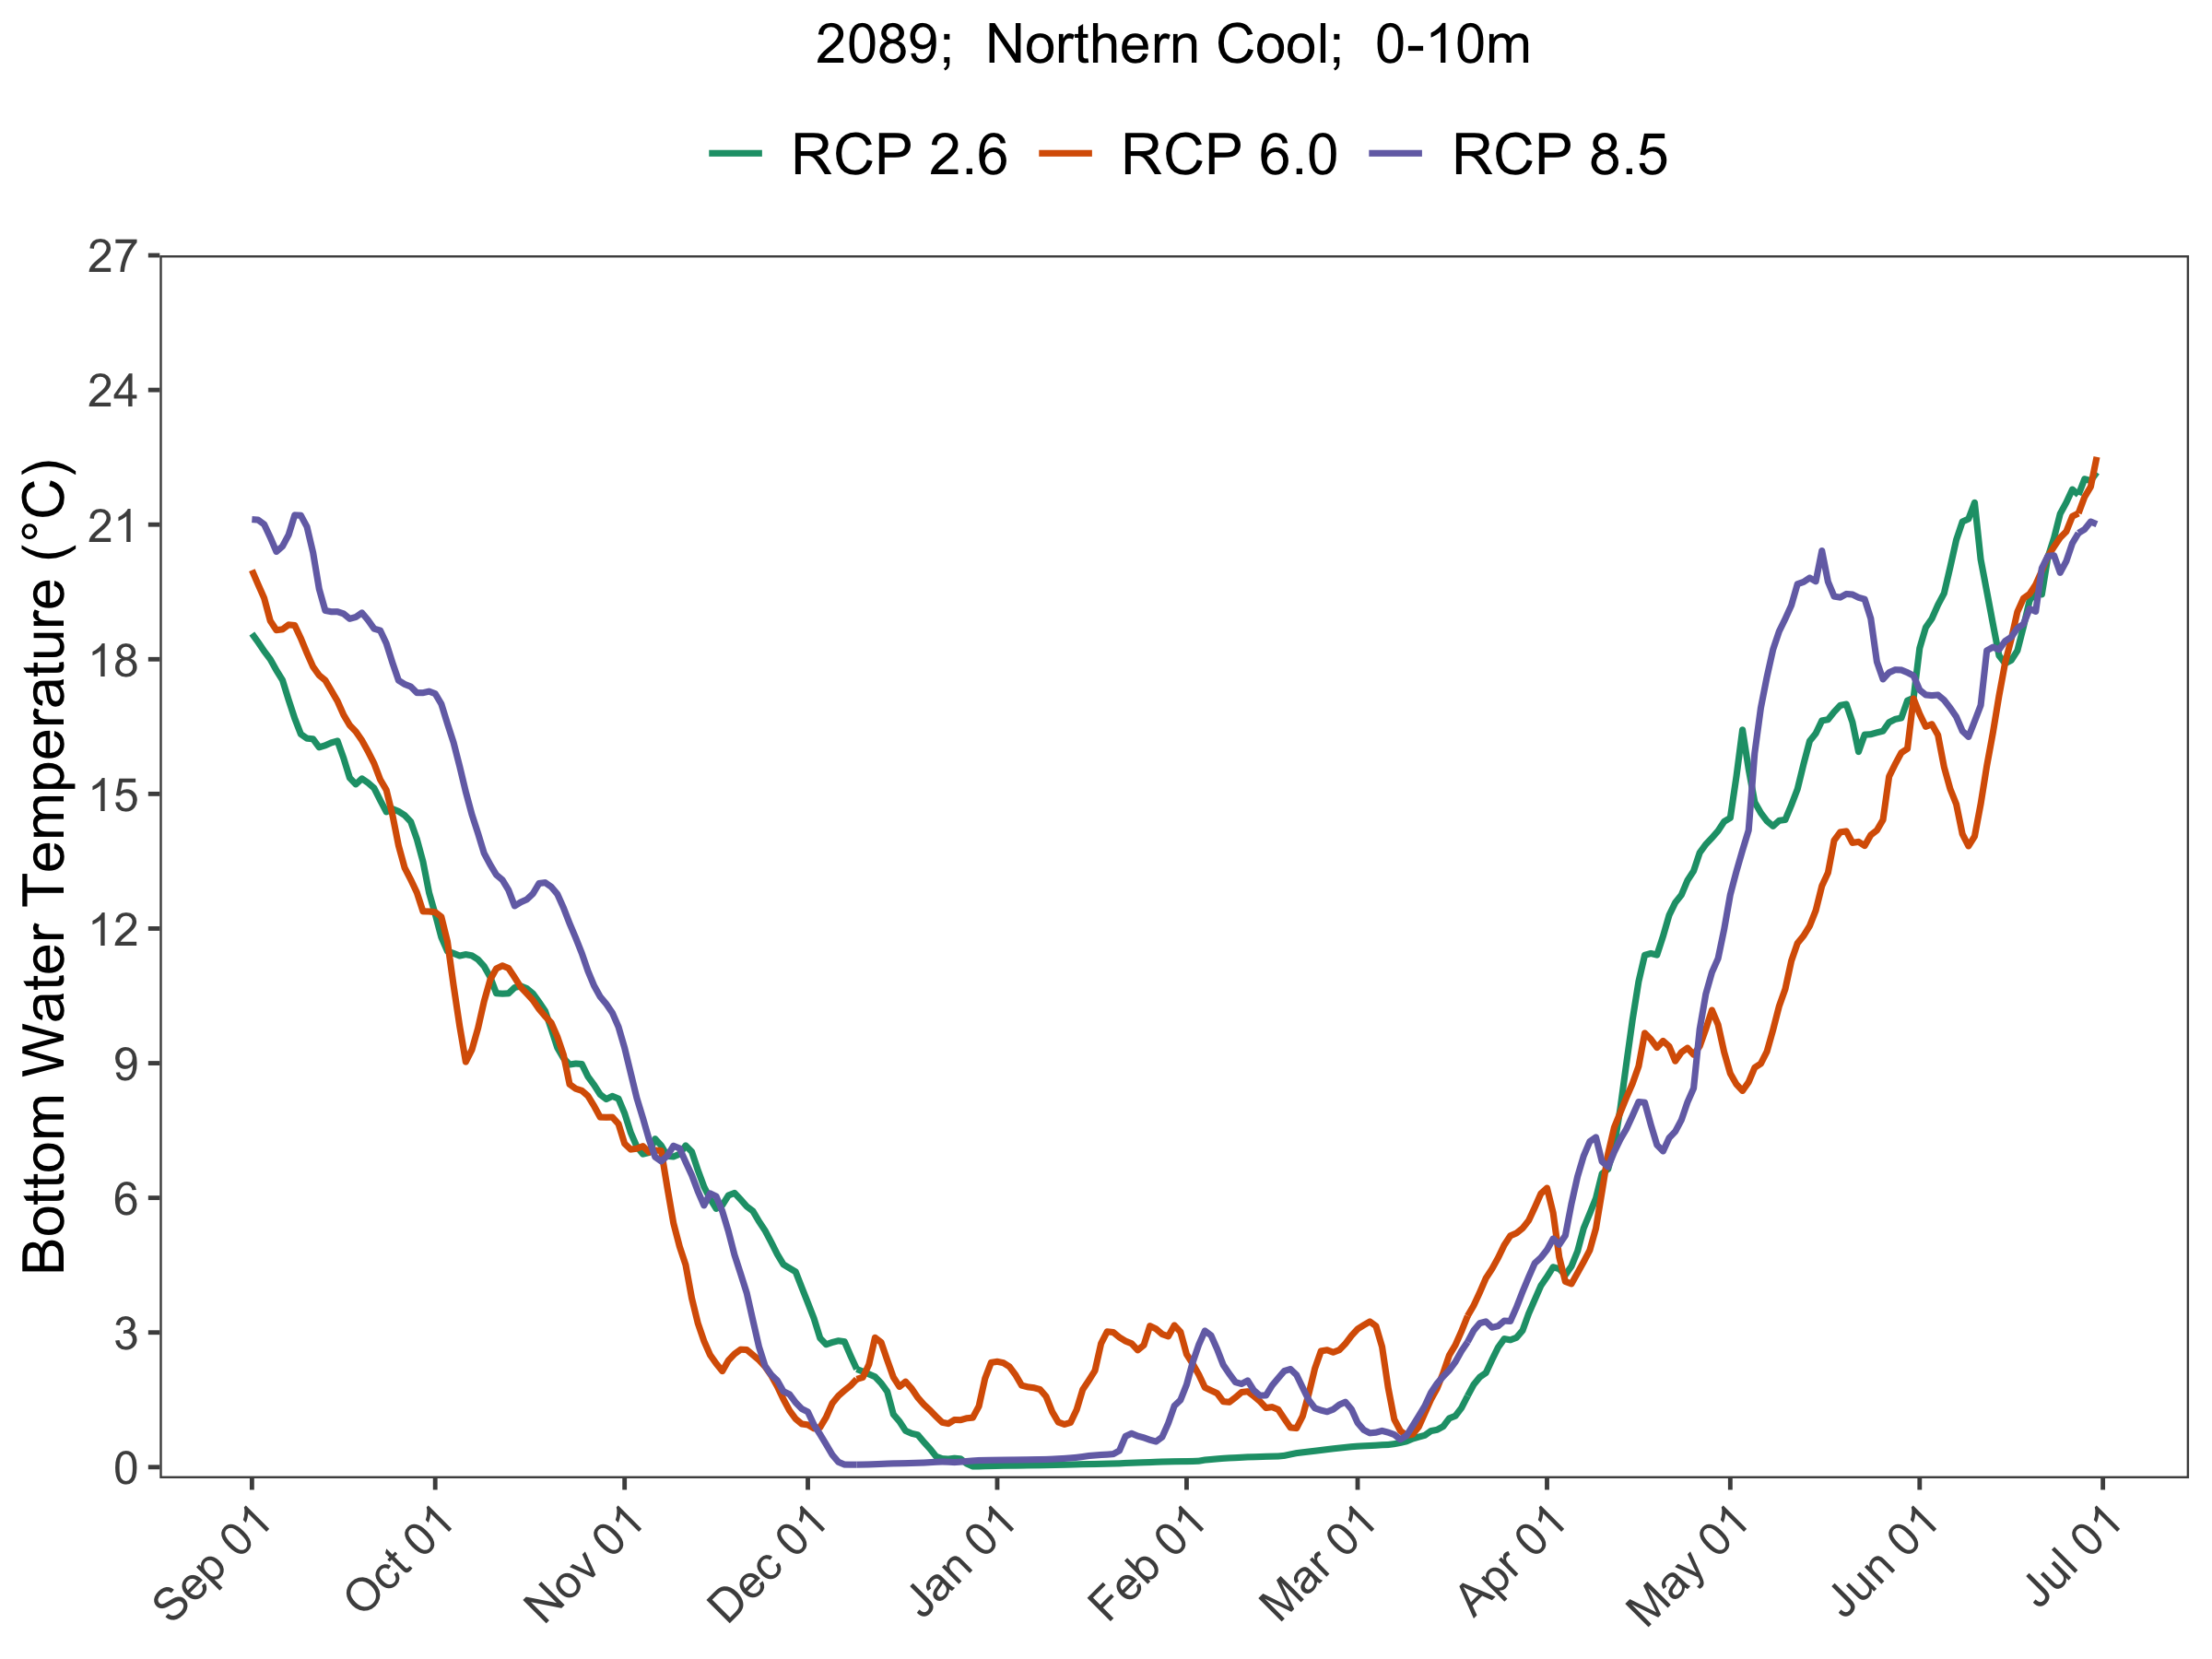 2089;  Northern Cool;  0-10m
RCP 2.6 RCP 6.0 RCP 8.5
Bottom Water Temperature (°C)
27
24
21
18
15
12
9
6
3
0
Sep 01 Oct 01 Nov 01 Dec 01 Jan 01 Feb 01 Mar 01 Apr 01 May 01 Jun 01 Jul 01